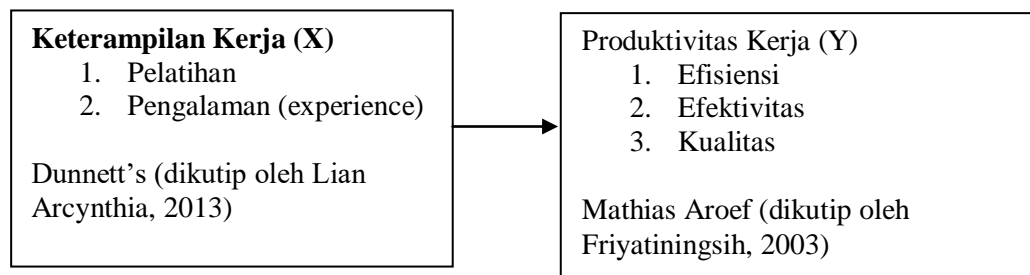 Keterampilan Kerja (X)
1. Pelatihan
2. Pengalaman (experience)
Dunnett’s (dikutip oleh Lian
Arcynthia, 2013)
Produktivitas Kerja (Y)
1. Efisiensi
2. Efektivitas
3. Kualitas
Mathias Aroef (dikutip oleh
Friyatiningsih, 2003)